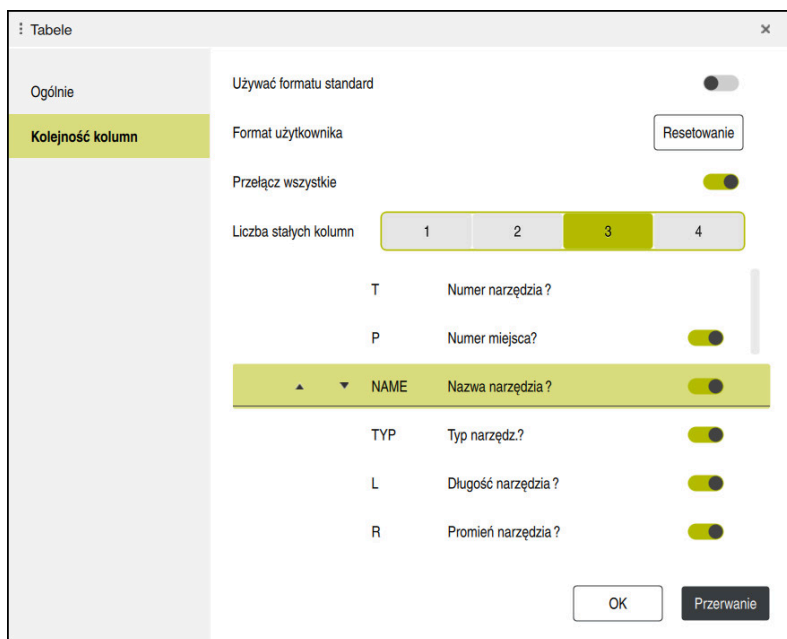 Tabele
Ogólnie
Kolejność kolumn
Używać formatu standard
Format użytkownika Resetowanie
Przełącz wszystkie
Liczba stałych kolumn 1 2 3 4
T Numer narzędzia?
P Numer miejsca?
NAME Nazwa narzędzia?
TYP Typ narzędz.?
L Długość narzędzia?
R Promień narzędzia?
OK Przerwanie